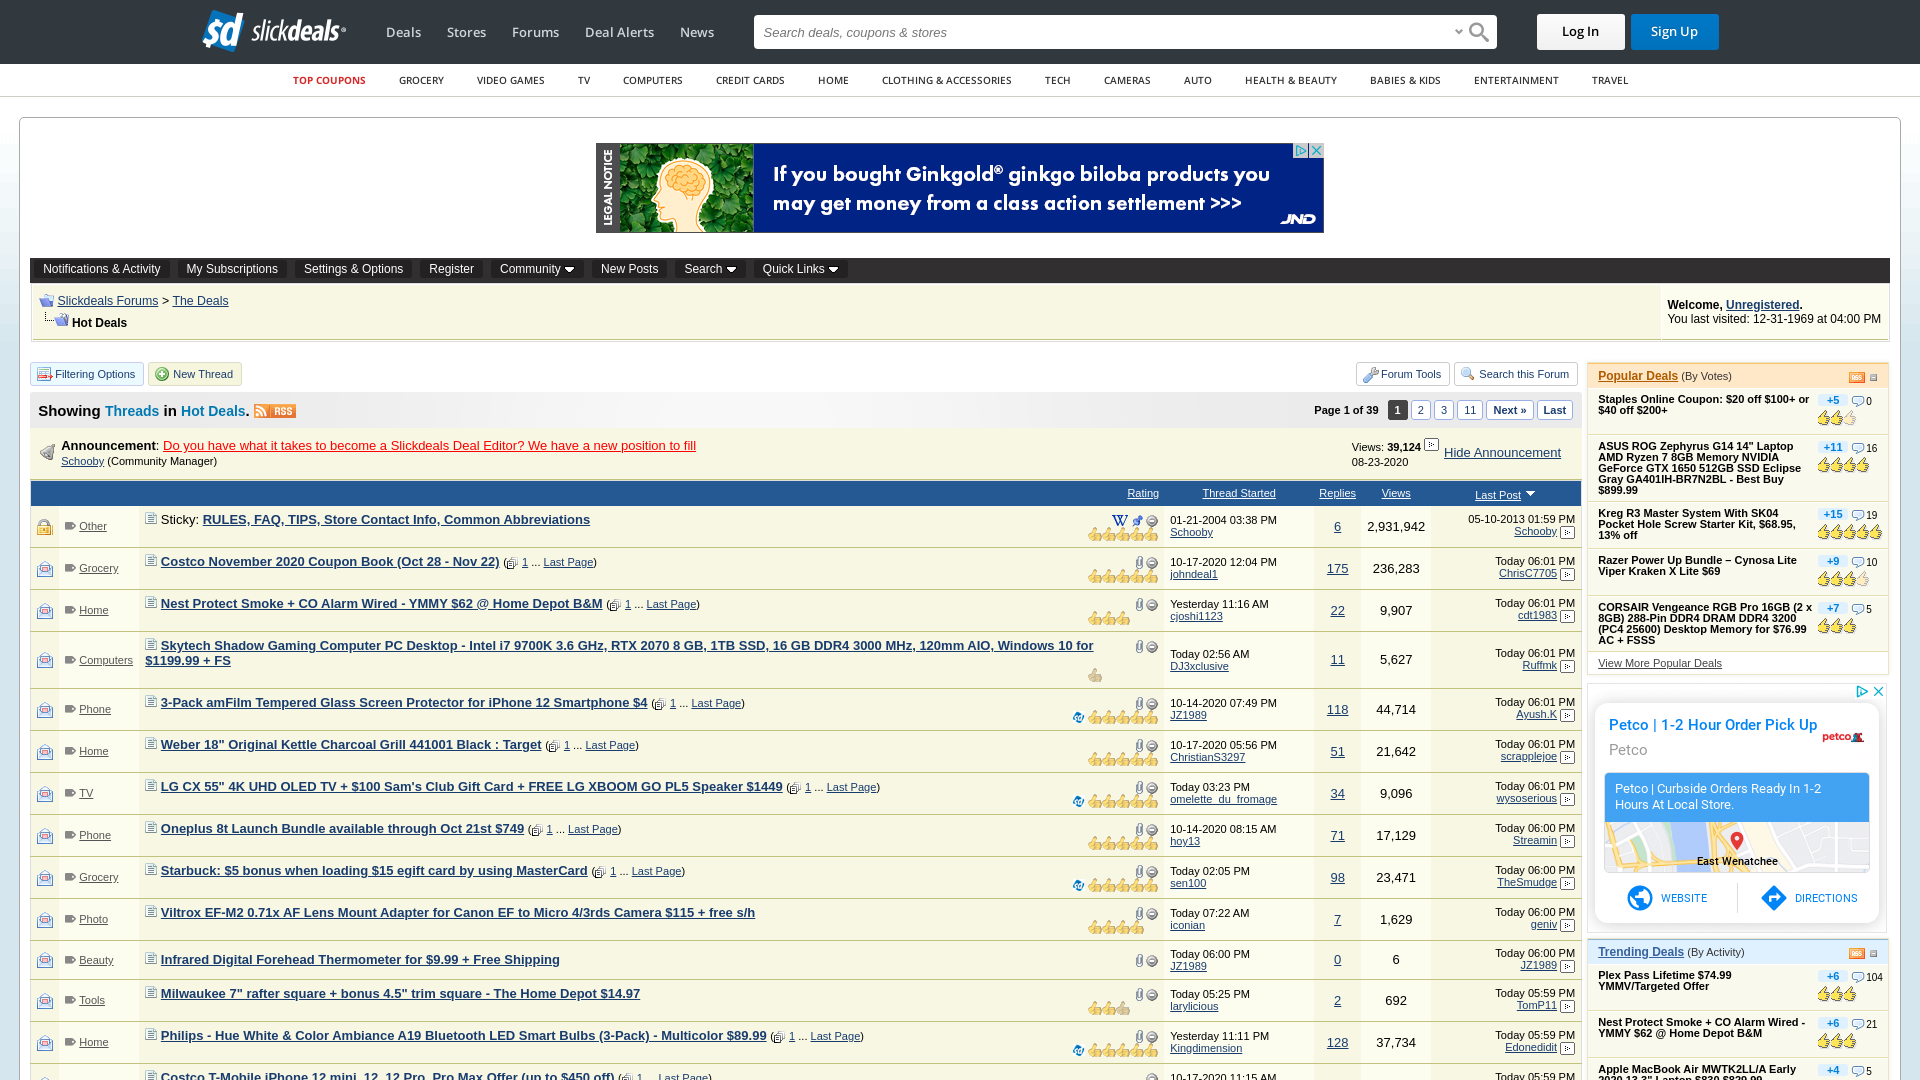 slickdeals
Deals Stores Forums Deal Alerts News
Search deals, coupons & stores
Log In Sign Up
TOP COUPONS GROCERY VIDEO GAMES TV COMPUTERS CREDIT CARDS HOME CLOTHING & ACCESSORIES TECH CAMERAS AUTO HEALTH & BEAUTY BABIES & KIDS ENTERTAINMENT TRAVEL
LEGAL NOTICE
If you bought Ginkgold® ginkgo biloba products you
may get money from a class action settlement >>>
JND
Notifications & Activity My Subscriptions Settings & Options Register Community New Posts Search Quick Links
Slickdeals Forums > The Deals
Hot Deals
Welcome, Unregistered.
You last visited: 12-31-1969 at 04:00 PM
Filtering Options New Thread Forum Tools Search this Forum
Showing Threads in Hot Deals. RSS
Page 1 of 39 1 2 3 11 Next » Last
Announcement: Do you have what it takes to become a Slickdeals Deal Editor? We have a new position to fill
Schooby (Community Manager)
Views: 39,124
08-23-2020
Hide Announcement
Rating Thread Started Replies Views Last Post
Other Sticky: RULES, FAQ, TIPS, Store Contact Info, Common Abbreviations W 01-21-2004 03:38 PM Schooby 6 2,931,942 05-10-2013 01:59 PM Schooby
Grocery Costco November 2020 Coupon Book (Oct 28 - Nov 22) ( 1 ... Last Page) 10-17-2020 12:04 PM johndeal1 175 236,283 Today 06:01 PM ChrisC7705
Home Nest Protect Smoke + CO Alarm Wired - YMMY $62 @ Home Depot B&M ( 1 ... Last Page) Yesterday 11:16 AM cjoshi1123 22 9,907 Today 06:01 PM cdt1983
Computers Skytech Shadow Gaming Computer PC Desktop - Intel i7 9700K 3.6 GHz, RTX 2070 8 GB, 1TB SSD, 16 GB DDR4 3000 MHz, 120mm AIO, Windows 10 for
$1199.99 + FS Today 02:56 AM DJ3xclusive 11 5,627 Today 06:01 PM Ruffmk
Phone 3-Pack amFilm Tempered Glass Screen Protector for iPhone 12 Smartphone $4 ( 1 ... Last Page) 10-14-2020 07:49 PM JZ1989 118 44,714 Today 06:01 PM Ayush.K
Home Weber 18" Original Kettle Charcoal Grill 441001 Black : Target ( 1 ... Last Page) 10-17-2020 05:56 PM ChristianS3297 51 21,642 Today 06:01 PM scrapplejoe
TV LG CX 55" 4K UHD OLED TV + $100 Sam's Club Gift Card + FREE LG XBOOM GO PL5 Speaker $1449 ( 1 ... Last Page) Today 03:23 PM omelette_du_fromage 34 9,096 Today 06:01 PM wysoserious
Phone Oneplus 8t Launch Bundle available through Oct 21st $749 ( 1 ... Last Page) 10-14-2020 08:15 AM hoy13 71 17,129 Today 06:00 PM Streamin
Grocery Starbuck: $5 bonus when loading $15 egift card by using MasterCard ( 1 ... Last Page) Today 02:05 PM sen100 98 23,471 Today 06:00 PM TheSmudge
Photo Viltrox EF-M2 0.71x AF Lens Mount Adapter for Canon EF to Micro 4/3rds Camera $115 + free s/h Today 07:22 AM iconian 7 1,629 Today 06:00 PM geniv
Beauty Infrared Digital Forehead Thermometer for $9.99 + Free Shipping Today 06:00 PM JZ1989 0 6 Today 06:00 PM JZ1989
Tools Milwaukee 7" rafter square + bonus 4.5" trim square - The Home Depot $14.97 Today 05:25 PM larylicious 2 692 Today 05:59 PM TomP11
Home Philips - Hue White & Color Ambiance A19 Bluetooth LED Smart Bulbs (3-Pack) - Multicolor $89.99 ( 1 ... Last Page) Yesterday 11:11 PM Kingdimension 128 37,734 Today 05:59 PM Edonedidit
Costco T-Mobile iPhone 12 mini, 12, 12 Pro, Pro Max Offer (up to $450 off) ( 1 ... Last Page) 10-17-2020 11:15 AM Today 05:59 PM
Popular Deals (By Votes) RSS
Staples Online Coupon: $20 off $100+ or
$40 off $200+ +5 0
ASUS ROG Zephyrus G14 14" Laptop
AMD Ryzen 7 8GB Memory NVIDIA
GeForce GTX 1650 512GB SSD Eclipse
Gray GA401IH-BR7N2BL - Best Buy
$899.99 +11 16
Kreg R3 Master System With SK04
Pocket Hole Screw Starter Kit, $68.95,
13% off +15 19
Razer Power Up Bundle – Cynosa Lite
Viper Kraken X Lite $69 +9 10
CORSAIR Vengeance RGB Pro 16GB (2 x
8GB) 288-Pin DDR4 DRAM DDR4 3200
(PC4 25600) Desktop Memory for $76.99
AC + FSSS +7 5
View More Popular Deals
Petco | 1-2 Hour Order Pick Up
Petco
petco
Petco | Curbside Orders Ready In 1-2
Hours At Local Store.
East Wenatchee
WEBSITE DIRECTIONS
Trending Deals (By Activity) RSS
Plex Pass Lifetime $74.99
YMMV/Targeted Offer +6 104
Nest Protect Smoke + CO Alarm Wired -
YMMY $62 @ Home Depot B&M +6 21
Apple MacBook Air MWTK2LL/A Early
2020 13.3" Laptop $830 $829.99 +4 5